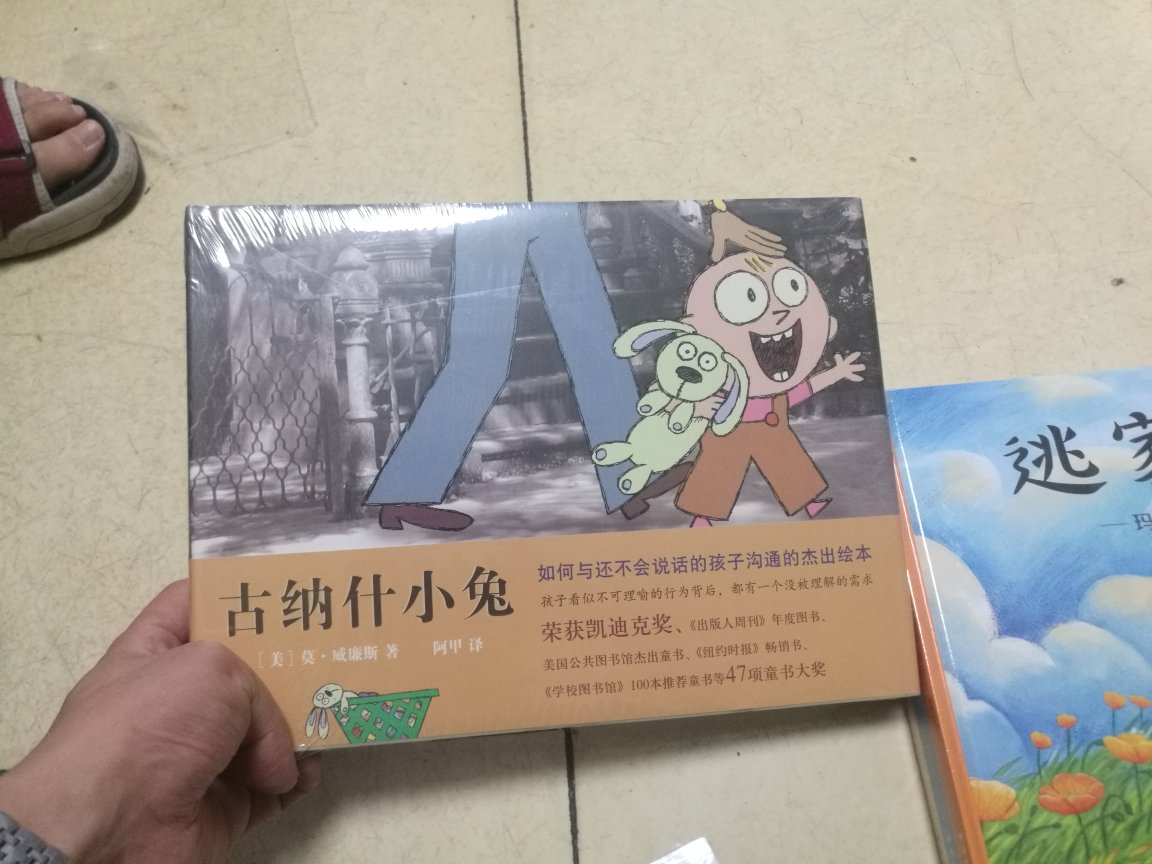 古纳什小兔
[美]莫·威廉斯 著 阿甲 译
如何与还不会说话的孩子沟通的杰出绘本
孩子看似不可理喻的行为背后，都有一个没被理解的需求
荣获凯迪克奖、《出版人周刊》年度图书、
美国公共图书馆杰出童书、《纽约时报》畅销书、
《学校图书馆》100本推荐童书等47项童书大奖
逃家
—玛